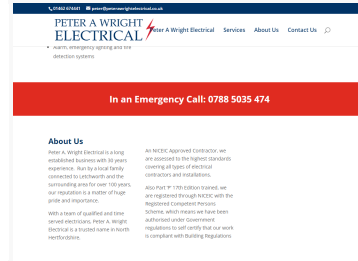 01462 674441 peter@peterawrightelectrical.co.uk
PETER A WRIGHT
ELECTRICAL
Peter A Wright Electrical Services About Us Contact Us
Alarm, emergency lighting and fire
detection systems
In an Emergency Call: 0788 5035 474
About Us
Peter A. Wright Electrical is a long
established business with 30 years
experience. Run by a local family
connected to Letchworth and the
surrounding area for over 100 years,
our reputation is a matter of huge
pride and importance.
With a team of qualified and time
served electricians, Peter A. Wright
Electrical is a trusted name in North
Hertfordshire.
An NICEIC Approved Contractor, we
are assessed to the highest standards
covering all types of electrical
contractors and installations.
Also Part 'P' 17th Edition trained, we
are registered through NICEIC with the
Registered Competent Persons
Scheme, which means we have been
authorised under Government
regulations to self certify that our work
is compliant with Building Regulations